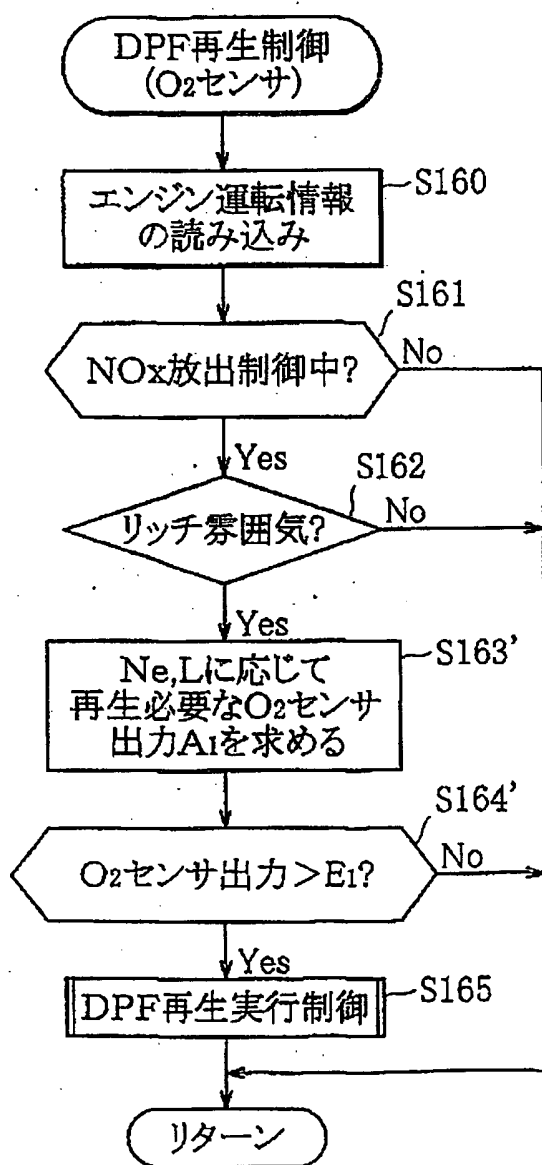 DPF再生制御
(O2センサ)
エンジン運転情報
の読み込み
S160
S161
NOx放出制御中?
No
Yes
S162
リッチ雰囲気?
No
Yes
S163'
Ne,Lに応じて
再生必要なO2センサ
出力A1を求める
S164'
O2センサ出力>E1?
No
Yes
DPF再生実行制御
S165
リターン